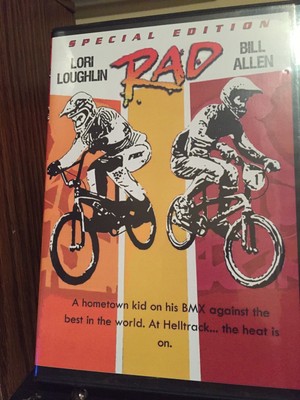 SPECIAL EDITION
LORI
LOUGHLIN
RAD
BILL
ALLEN
A hometown kid on his BMX against the
best in the world. At Helltrack... the heat is
on.